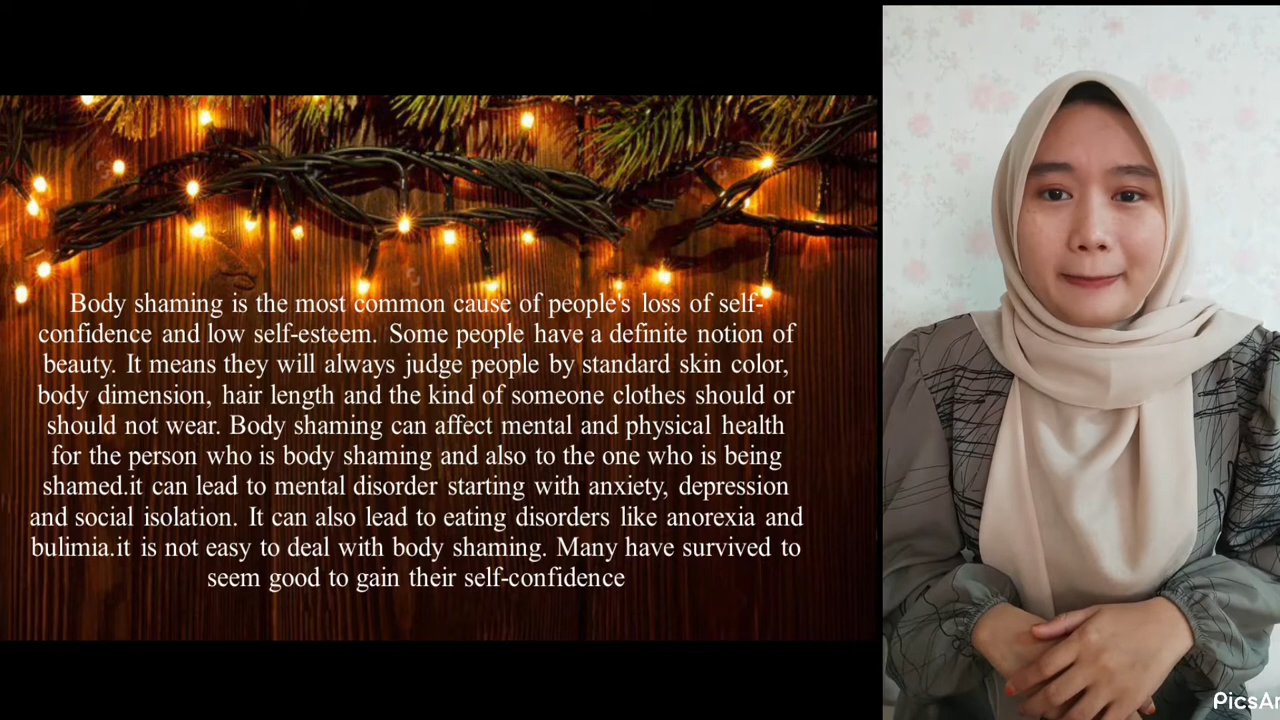 Body shaming is the most common cause of people's loss of self-
confidence and low self-esteem. Some people have a definite notion of
beauty. It means they will always judge people by standard skin color,
body dimension, hair length and the kind of someone clothes should or
should not wear. Body shaming can affect mental and physical health
for the person who is body shaming and also to the one who is being
shamed.it can lead to mental disorder starting with anxiety, depression
and social isolation. It can also lead to eating disorders like anorexia and
bulimia.it is not easy to deal with body shaming. Many have survived to
seem good to gain their self-confidence